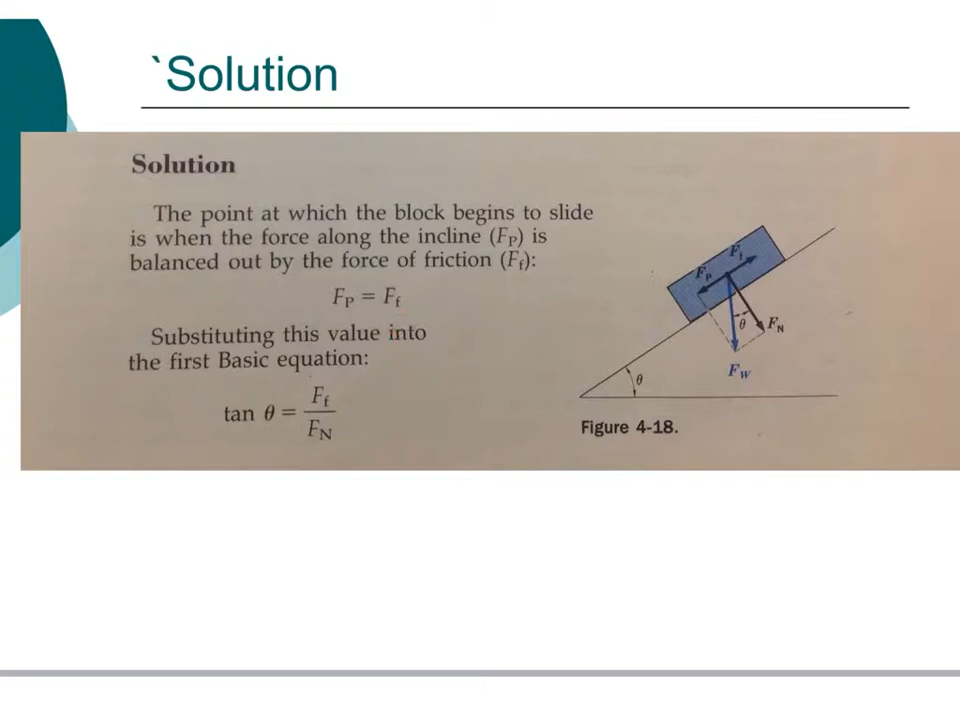 `Solution
Solution
The point at which the block begins to slide
is when the force along the incline (Fₚ) is
balanced out by the force of friction (Ff):
Fₚ = Ff
Substituting this value into
the first Basic equation:
tan θ = Ff / FN
Fₚ
Ff
θ
FN
FW
θ
Figure 4-18.